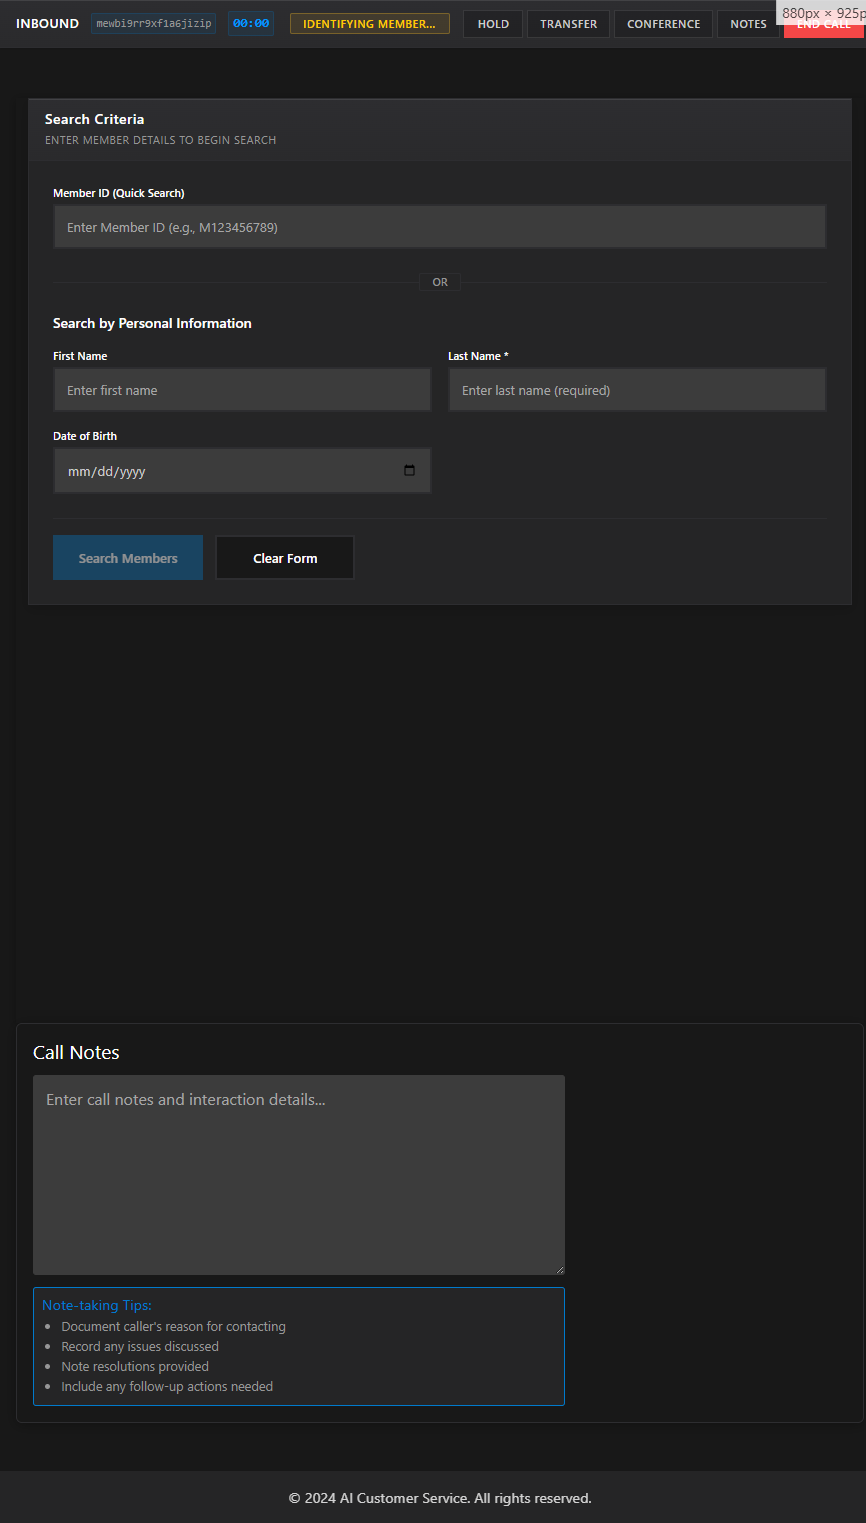 INBOUND mewbi9rr9xf1a6jizip 00:00 IDENTIFYING MEMBER... HOLD TRANSFER CONFERENCE NOTES END CALL
880px × 925p
Search Criteria
ENTER MEMBER DETAILS TO BEGIN SEARCH
Member ID (Quick Search)
Enter Member ID (e.g., M123456789)
OR
Search by Personal Information
First Name Last Name *
Enter first name Enter last name (required)
Date of Birth
mm/dd/yyyy
Search Members Clear Form
Call Notes
Enter call notes and interaction details...
Note-taking Tips:
Document caller's reason for contacting
Record any issues discussed
Note resolutions provided
Include any follow-up actions needed
© 2024 AI Customer Service. All rights reserved.